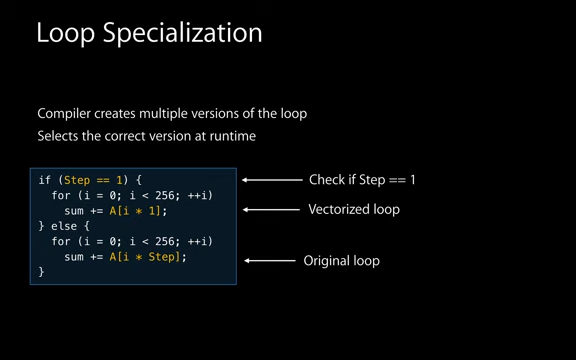 Loop Specialization
Compiler creates multiple versions of the loop
Selects the correct version at runtime
if (Step == 1) {
for (i = 0; i < 256; ++i)
sum += A[i * 1];
} else {
for (i = 0; i < 256; ++i)
sum += A[i * Step];
}
Check if Step == 1
Vectorized loop
Original loop